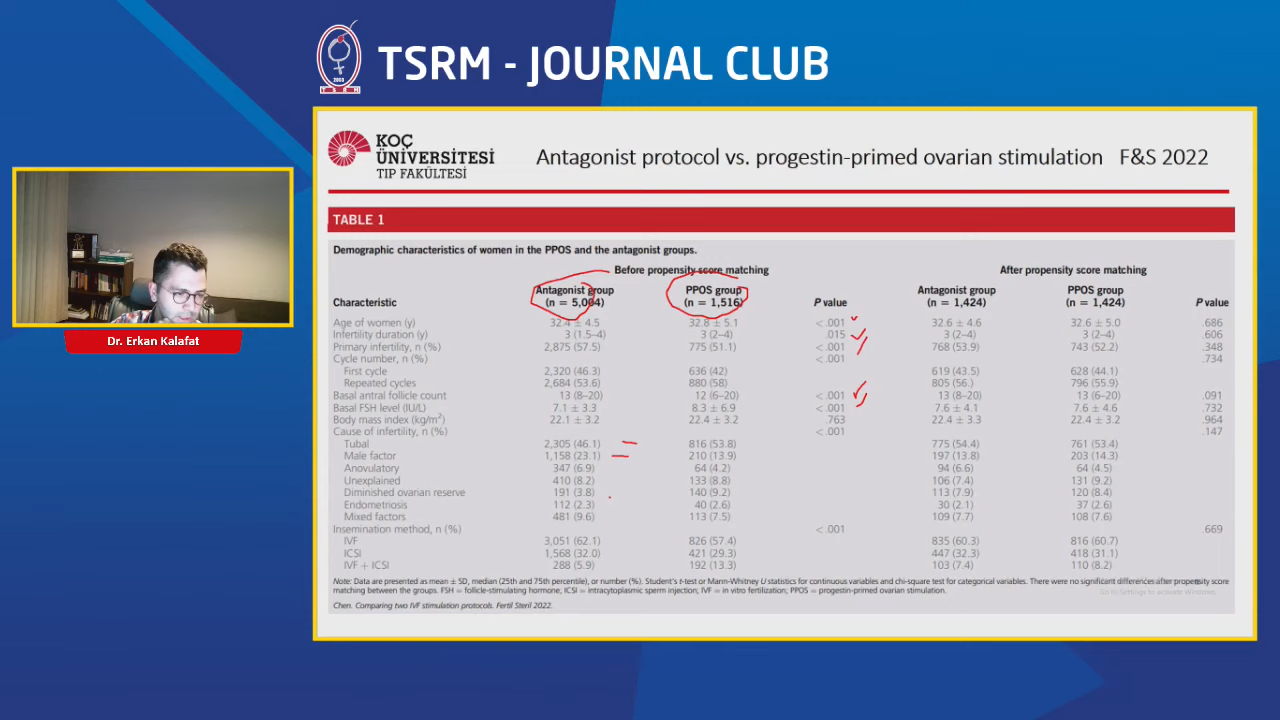 TSRM - JOURNAL CLUB
2003
T S R M
KOÇ
ÜNİVERSİTESİ
TIP FAKÜLTESİ
Antagonist protocol vs. progestin-primed ovarian stimulation F&S 2022
Dr. Erkan Kalafat
TABLE 1
Demographic characteristics of women in the PPOS and the antagonist groups.
Before propensity score matching After propensity score matching
Antagonist group PPOS group Antagonist group PPOS group
Characteristic (n = 5,004) (n = 1,516) P value (n = 1,424) (n = 1,424) P value
Age of women (y) 32.4 ± 4.5 32.8 ± 5.1 < .001 32.6 ± 4.6 32.6 ± 5.0 .686
Infertility duration (y) 3 (1.5–4) 3 (2–4) .015 3 (2–4) 3 (2–4) .606
Primary infertility, n (%) 2,875 (57.5) 775 (51.1) < .001 768 (53.9) 743 (52.2) .348
Cycle number, n (%) < .001 .734
First cycle 2,320 (46.3) 636 (42) 619 (43.5) 628 (44.1)
Repeated cycles 2,684 (53.6) 880 (58) 805 (56.) 796 (55.9)
Basal antral follicle count 13 (8–20) 12 (6–20) < .001 13 (8–20) 13 (6–20) .091
Basal FSH level (IU/L) 7.1 ± 3.3 8.3 ± 6.9 < .001 7.6 ± 4.1 7.6 ± 4.6 .732
Body mass index (kg/m²) 22.1 ± 3.2 22.4 ± 3.2 .763 22.4 ± 3.3 22.4 ± 3.2 .964
Cause of infertility, n (%) < .001 .147
Tubal 2,305 (46.1) 816 (53.8) 775 (54.4) 761 (53.4)
Male factor 1,158 (23.1) 210 (13.9) 197 (13.8) 203 (14.3)
Anovulatory 347 (6.9) 64 (4.2) 94 (6.6) 64 (4.5)
Unexplained 410 (8.2) 133 (8.8) 106 (7.4) 131 (9.2)
Diminished ovarian reserve 191 (3.8) 140 (9.2) 113 (7.9) 120 (8.4)
Endometriosis 112 (2.3) 40 (2.6) 30 (2.1) 37 (2.6)
Mixed factors 481 (9.6) 113 (7.5) 109 (7.7) 108 (7.6)
Insemination method, n (%) < .001 .669
IVF 3,051 (62.1) 826 (57.4) 835 (60.3) 816 (60.7)
ICSI 1,568 (32.0) 421 (29.3) 447 (32.3) 418 (31.1)
IVF + ICSI 288 (5.9) 192 (13.3) 103 (7.4) 110 (8.2)
Note: Data are presented as mean ± SD, median (25th and 75th percentile), or number (%). Student's t-test or Mann-Whitney U statistics for continuous variables and chi-square test for categorical variables. There were no significant differences after propensity score
matching between the groups. FSH = follicle-stimulating hormone; ICSI = intracytoplasmic sperm injection; IVF = in vitro fertilization; PPOS = progestin-primed ovarian stimulation.
Go to Settings to activate Windows.
Chen. Comparing two IVF stimulation protocols. Fertil Steril 2022.